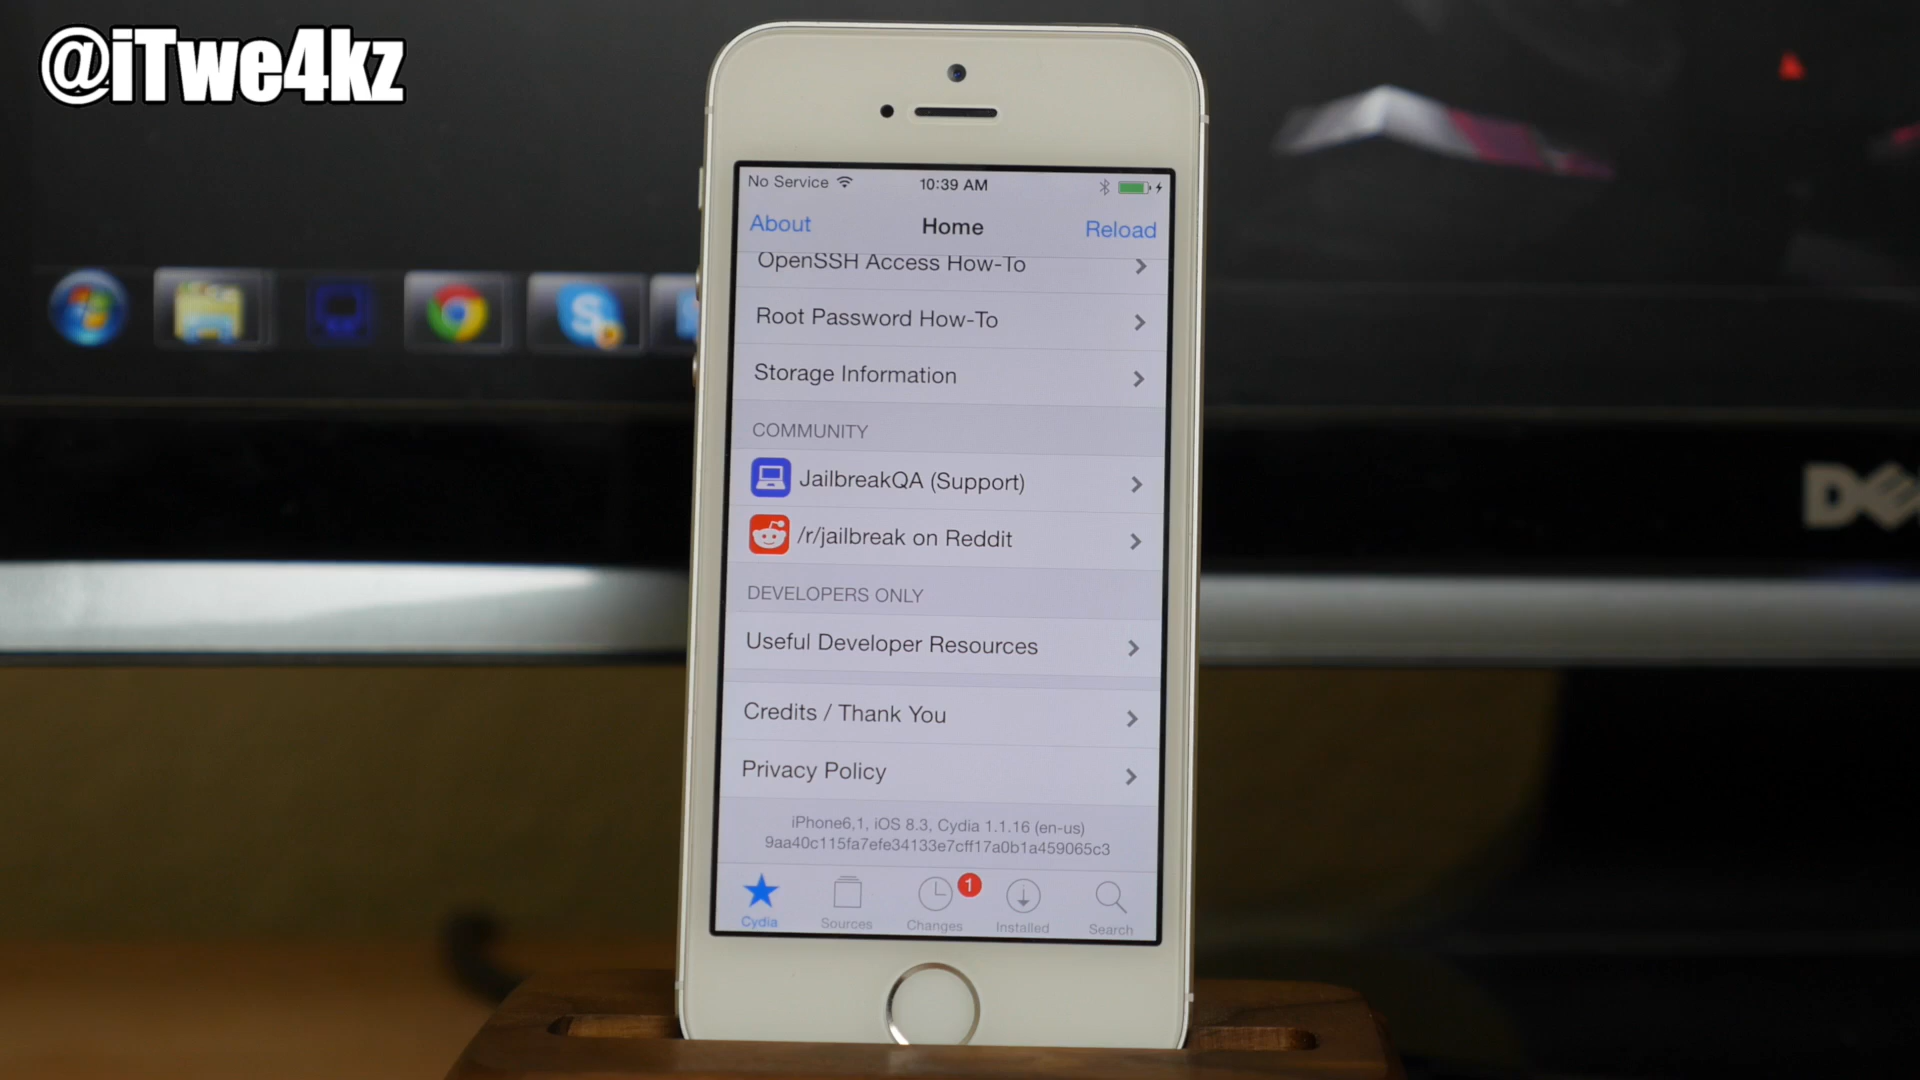 @iTwe4kz
No Service
10:39 AM
About
Home
Reload
OpenSSH Access How-To
Root Password How-To
Storage Information
COMMUNITY
JailbreakQA (Support)
/r/jailbreak on Reddit
DEVELOPERS ONLY
Useful Developer Resources
Credits / Thank You
Privacy Policy
iPhone6,1, iOS 8.3, Cydia 1.1.16 (en-us)
9aa40c115fa7efe34133e7cff17a0b1a459065c3
1
Cydia
Sources
Changes
Installed
Search